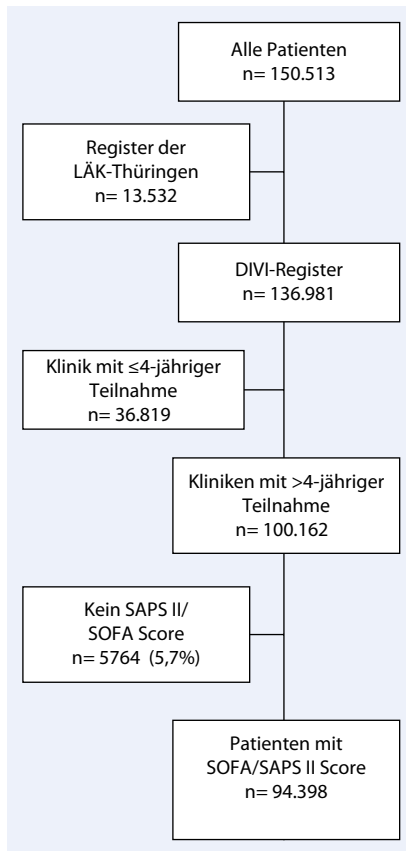 Alle Patienten
n= 150.513
Register der
LÄK-Thüringen
n= 13.532
DIVI-Register
n= 136.981
Klinik mit ≤4-jähriger
Teilnahme
n= 36.819
Kliniken mit >4-jähriger
Teilnahme
n= 100.162
Kein SAPS II/
SOFA Score
n= 5764 (5,7%)
Patienten mit
SOFA/SAPS II Score
n= 94.398